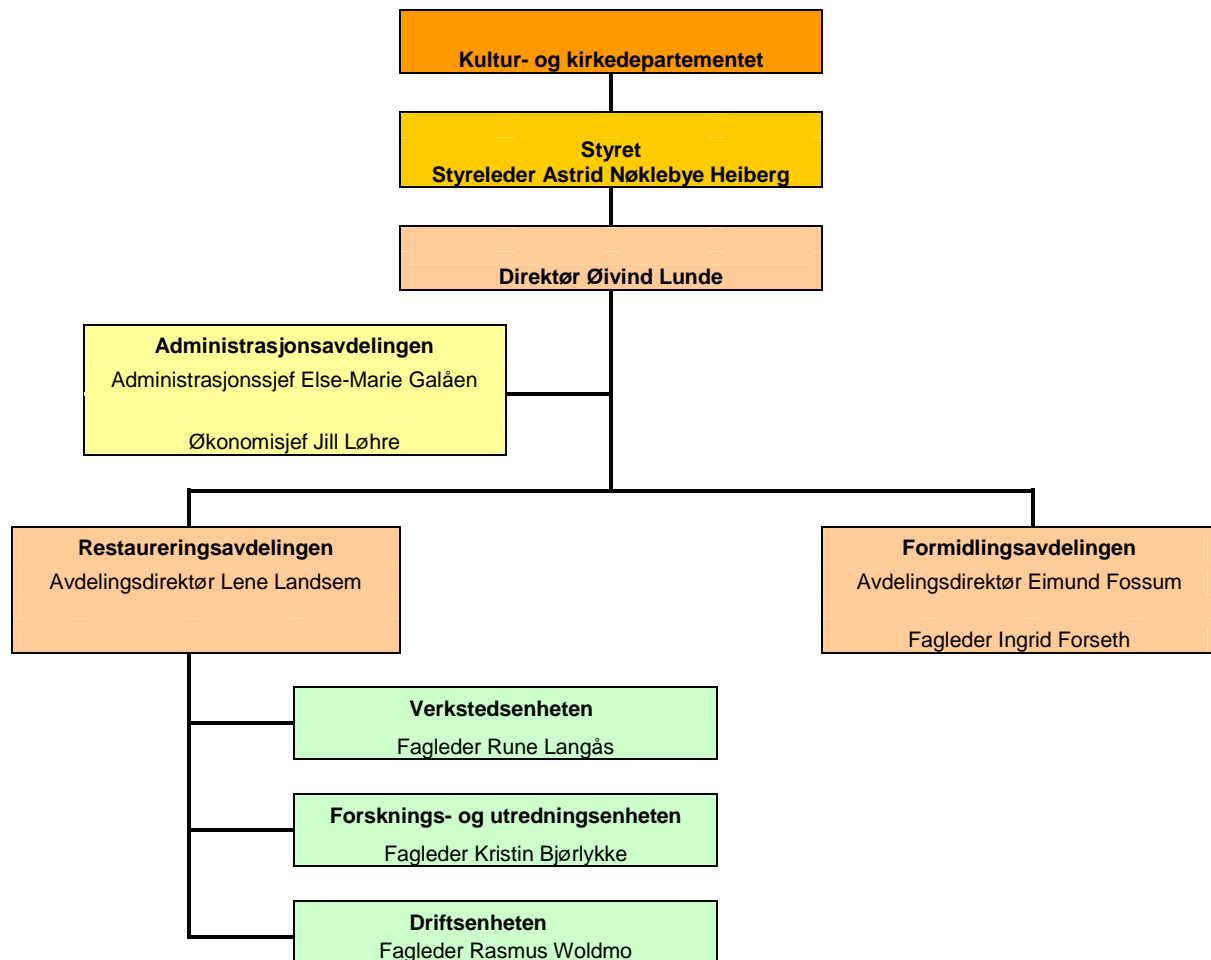 Kultur- og kirkedepartementet
Styret
Styreleder Astrid Nøklebye Heiberg
Direktør Øivind Lunde
Administrasjonsavdelingen
Administrasjonssjef Else-Marie Galåen
Økonomisjef Jill Løhre
Restaureringsavdelingen
Avdelingsdirektør Lene Landsem
Formidlingsavdelingen
Avdelingsdirektør Eimund Fossum
Fagleder Ingrid Forseth
Verkstedsenheten
Fagleder Rune Langås
Forsknings- og utredningsenheten
Fagleder Kristin Bjørlykke
Driftsenheten
Fagleder Rasmus Woldmo